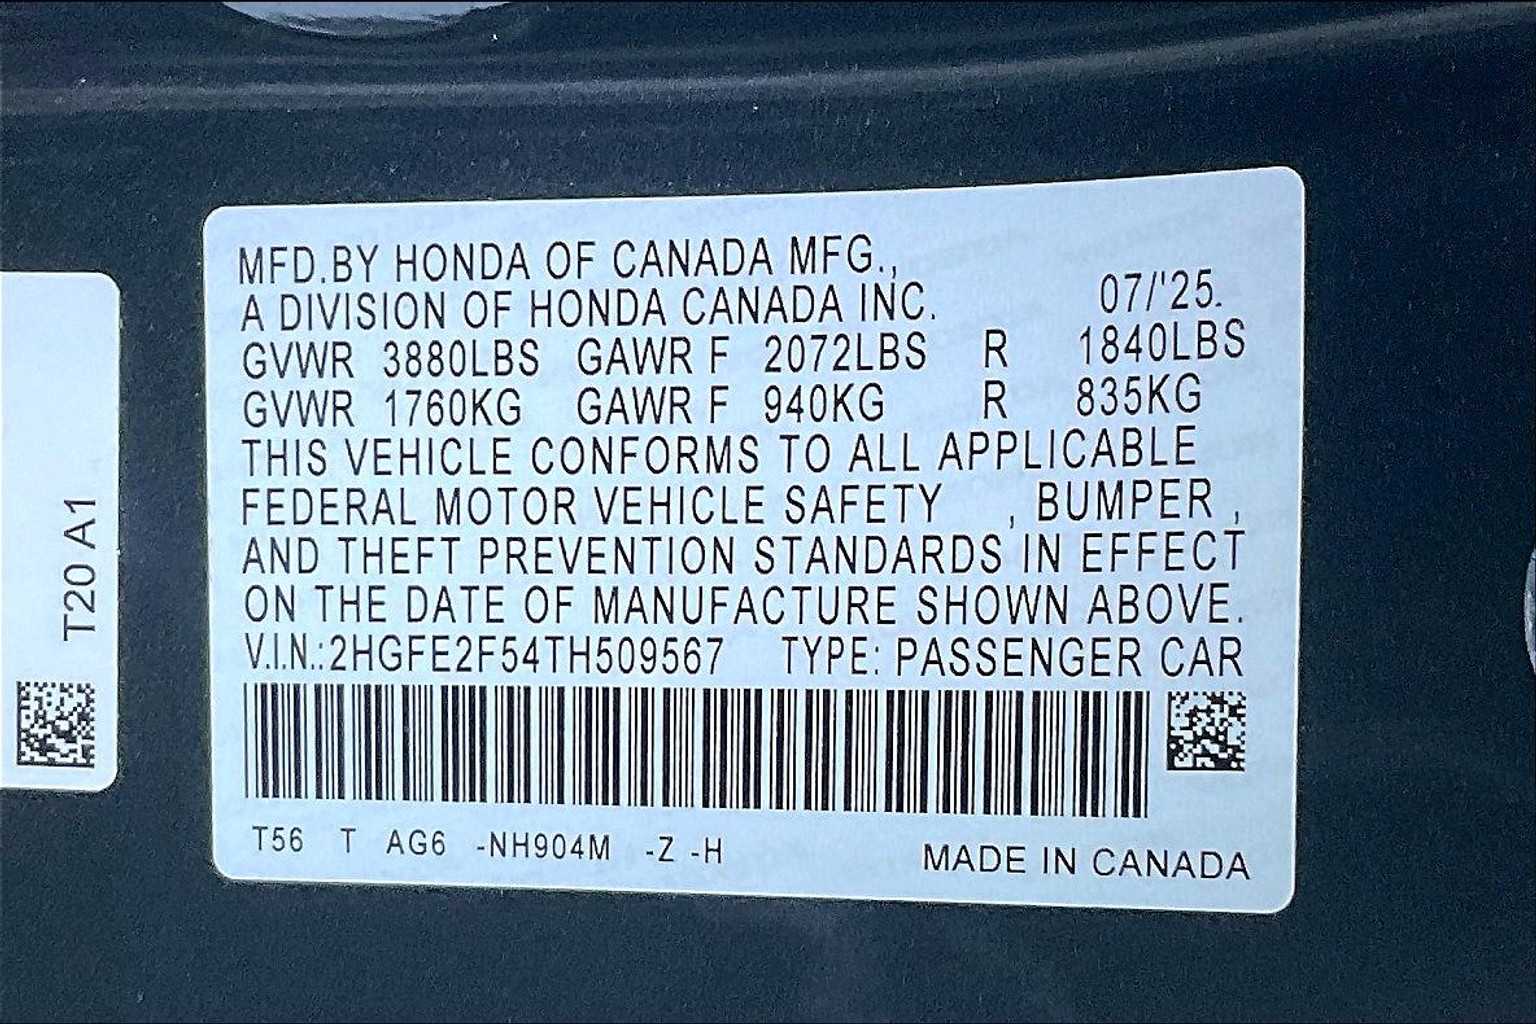 MFD.BY HONDA OF CANADA MFG.,
A DIVISION OF HONDA CANADA INC. 07/'25.
GVWR 3880LBS GAWR F 2072LBS R 1840LBS
GVWR 1760KG GAWR F 940KG R 835KG
THIS VEHICLE CONFORMS TO ALL APPLICABLE
FEDERAL MOTOR VEHICLE SAFETY , BUMPER ,
AND THEFT PREVENTION STANDARDS IN EFFECT
ON THE DATE OF MANUFACTURE SHOWN ABOVE.
V.I.N.:2HGFE2F54TH509567 TYPE: PASSENGER CAR
T56 T AG6 -NH904M -Z -H MADE IN CANADA
T20 A1